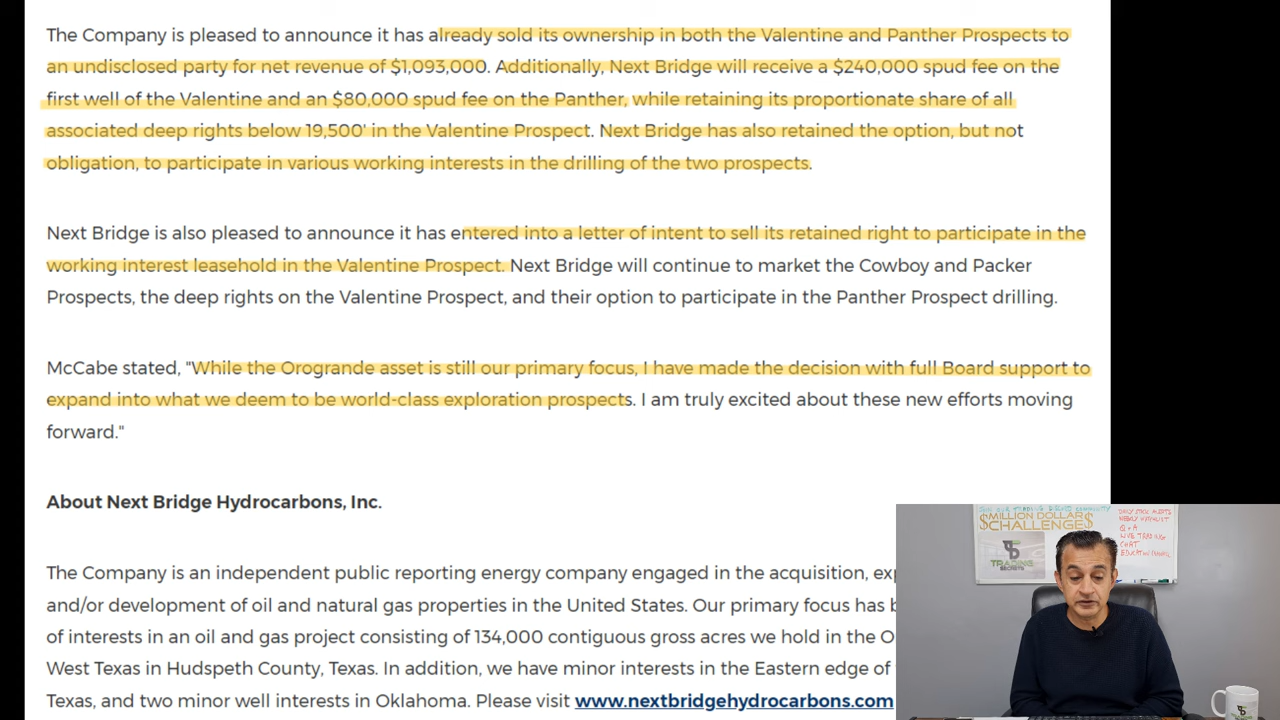 The Company is pleased to announce it has already sold its ownership in both the Valentine and Panther Prospects to
an undisclosed party for net revenue of $1,093,000. Additionally, Next Bridge will receive a $240,000 spud fee on the
first well of the Valentine and an $80,000 spud fee on the Panther, while retaining its proportionate share of all
associated deep rights below 19,500' in the Valentine Prospect. Next Bridge has also retained the option, but not
obligation, to participate in various working interests in the drilling of the two prospects.
Next Bridge is also pleased to announce it has entered into a letter of intent to sell its retained right to participate in the
working interest leasehold in the Valentine Prospect. Next Bridge will continue to market the Cowboy and Packer
Prospects, the deep rights on the Valentine Prospect, and their option to participate in the Panther Prospect drilling.
McCabe stated, "While the Orogrande asset is still our primary focus, I have made the decision with full Board support to
expand into what we deem to be world-class exploration prospects. I am truly excited about these new efforts moving
forward."
About Next Bridge Hydrocarbons, Inc.
The Company is an independent public reporting energy company engaged in the acquisition,
and/or development of oil and natural gas properties in the United States. Our primary focus has
of interests in an oil and gas project consisting of 134,000 contiguous gross acres we hold in the
West Texas in Hudspeth County, Texas. In addition, we have minor interests in the Eastern edge of
Texas, and two minor well interests in Oklahoma. Please visit www.nextbridgehydrocarbons.com
JOIN OUR TRADING COMMUNITY
$MILLION DOLLAR
CHALLENGE$
TRADING
SECRETS
DAILY STOCK ALERTS
WEEKLY WATCHLIST
Q + A
LIVE TRADING
CHAT